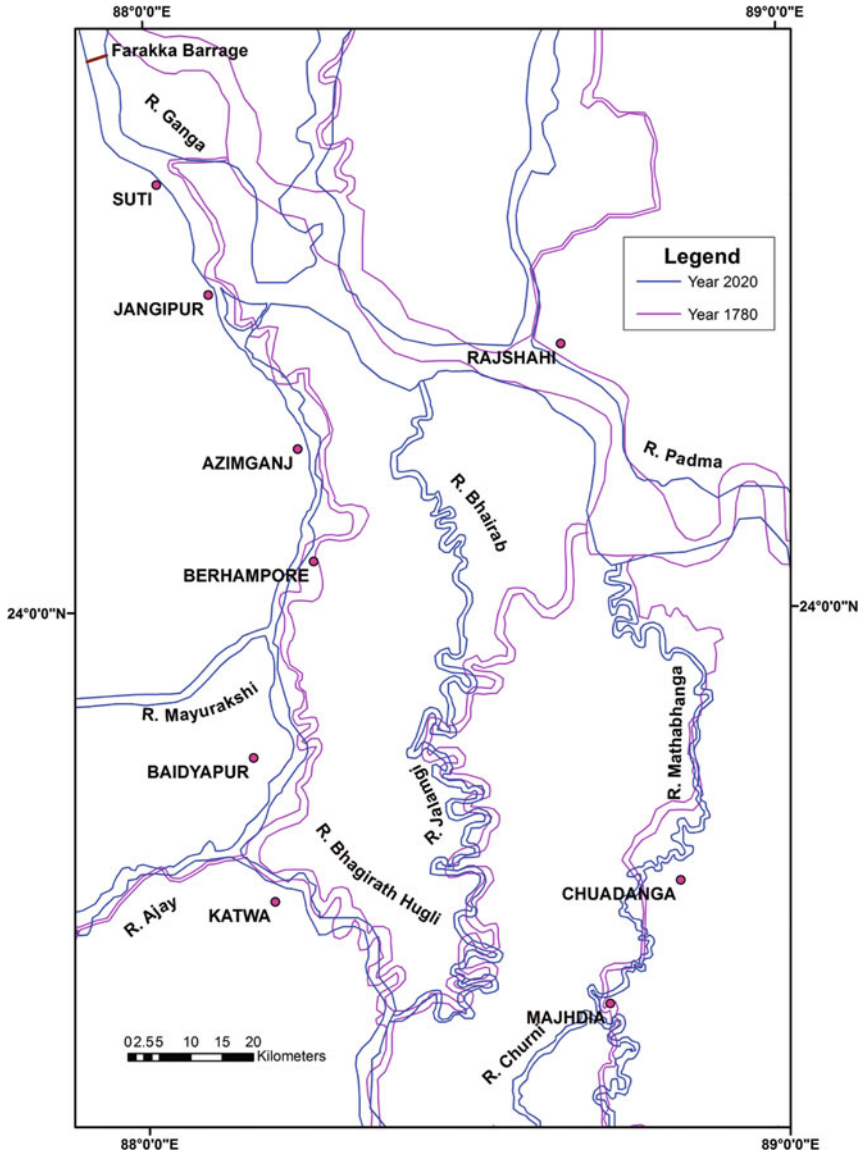 88°0'0"E
89°0'0"E
Farakka Barrage
R. Ganga
SUTI
Legend
Year 2020
Year 1780
JANGIPUR
RAJSHAHI
AZIMGANJ
R. Padma
R. Bhairab
BERHAMPORE
24°0'0"N
24°0'0"N
R. Mayurakshi
R. Mathabhanga
BAIDYAPUR
R. Jalamgi
R. Bhagirath Hugli
CHUADANGA
R. Ajay
KATWA
MAJHDIA
R. Churni
0 2.5 5 10 15 20
Kilometers
88°0'0"E
89°0'0"E